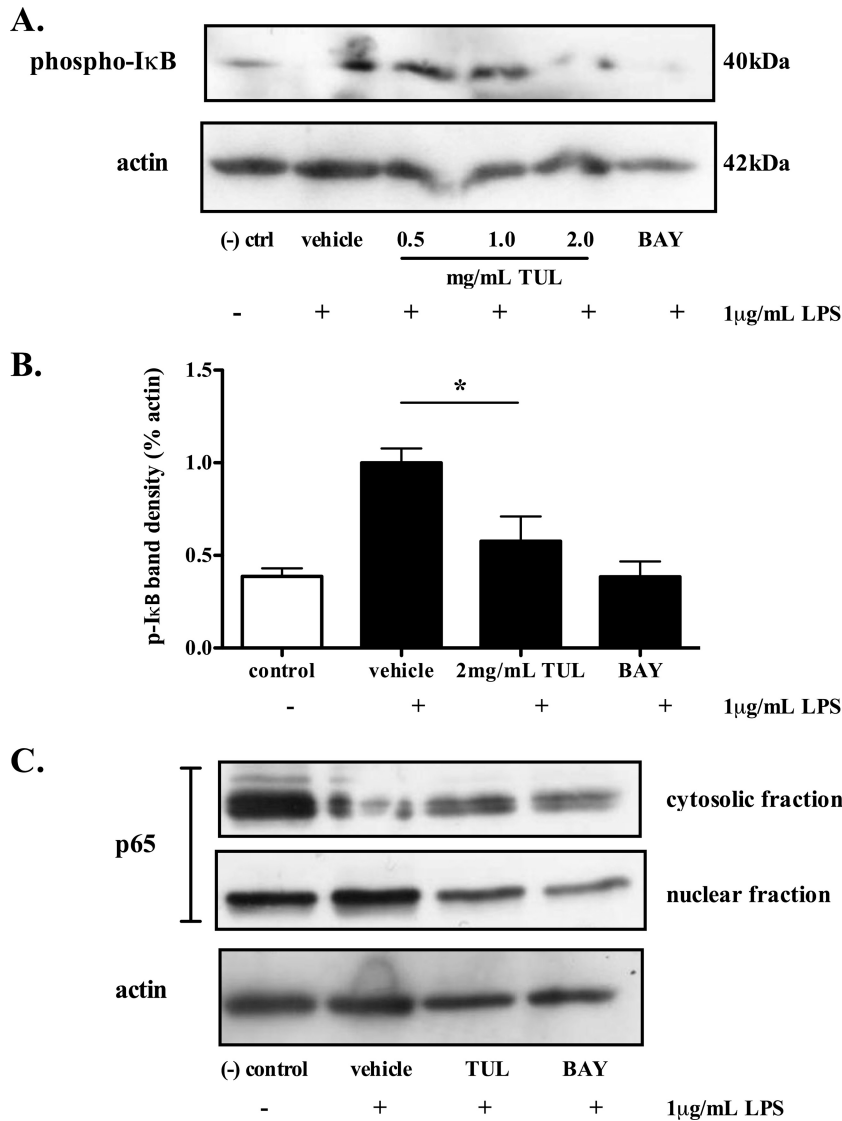 A.
phospho-IκB
40kDa
actin
42kDa
(-) ctrl vehicle 0.5 1.0 2.0 BAY
mg/mL TUL
- + + + + + 1μg/mL LPS
B.
p-IκB band density (% actin)
1.5
1.0
0.5
0.0
*
control vehicle 2mg/mL TUL BAY
- + + + 1μg/mL LPS
C.
p65
cytosolic fraction
nuclear fraction
actin
(-) control vehicle TUL BAY
- + + + 1μg/mL LPS